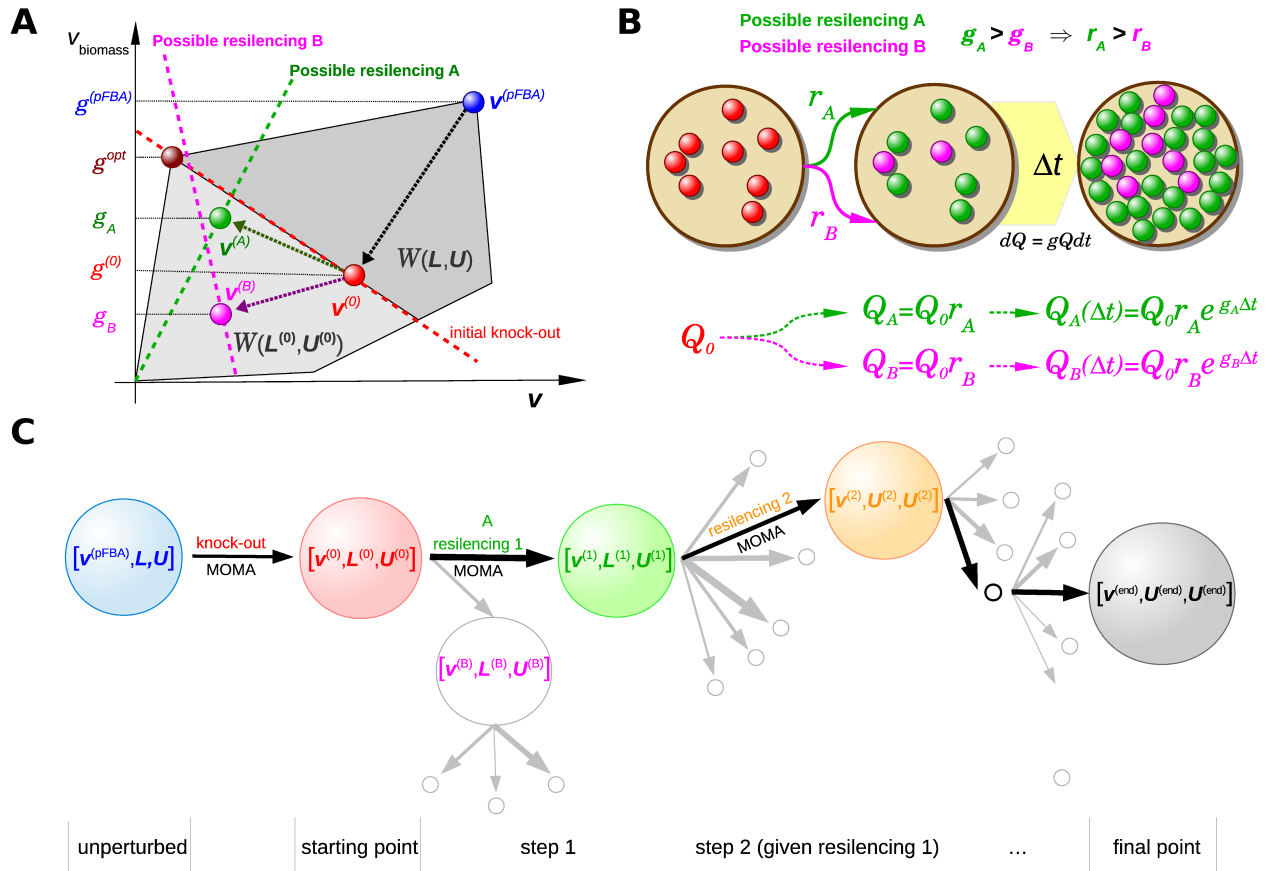 A
v biomass
Possible resilencing B
Possible resilencing A
g^(pFBA)
v^(pFBA)
g^opt
g_A
v^(A)
g^(0)
W(L,U)
v^(B)
v^(0)
g_B
W(L^(0),U^(0))
initial knock-out
v
B
Possible resilencing A
Possible resilencing B
g_A > g_B ⇒ r_A > r_B
r_A
r_B
Δt
dQ = gQdt
Q_0
Q_A=Q_0r_A
Q_A(Δt)=Q_0r_Ae^g_AΔt
Q_B=Q_0r_B
Q_B(Δt)=Q_0r_Be^g_BΔt
C
[v^(pFBA),L,U]
knock-out
MOMA
[v^(0),L^(0),U^(0)]
A
resilencing 1
MOMA
[v^(1),L^(1),U^(1)]
resilencing 2
MOMA
[v^(2),U^(2),U^(2)]
[v^(end),U^(end),U^(end)]
[v^(B),L^(B),U^(B)]
unperturbed
starting point
step 1
step 2 (given resilencing 1)
...
final point